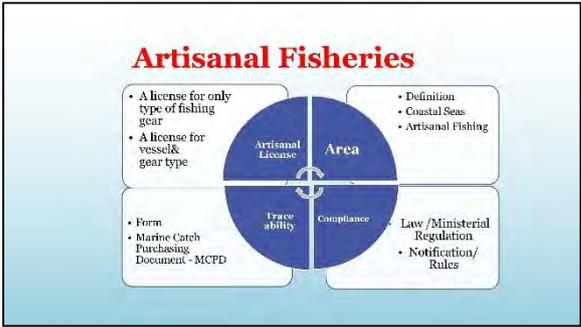 Artisanal Fisheries
• A license for only
type of fishing
gear
• A license for
vessel&
gear type
Artisanal
License
Area
• Definition
• Coastal Seas
• Artisanal Fishing
• Form
• Marine Catch
Purchasing
Document - MCPD
Trace
ability
Compliance
• Law /Ministerial
Regulation
• Notification/
Rules